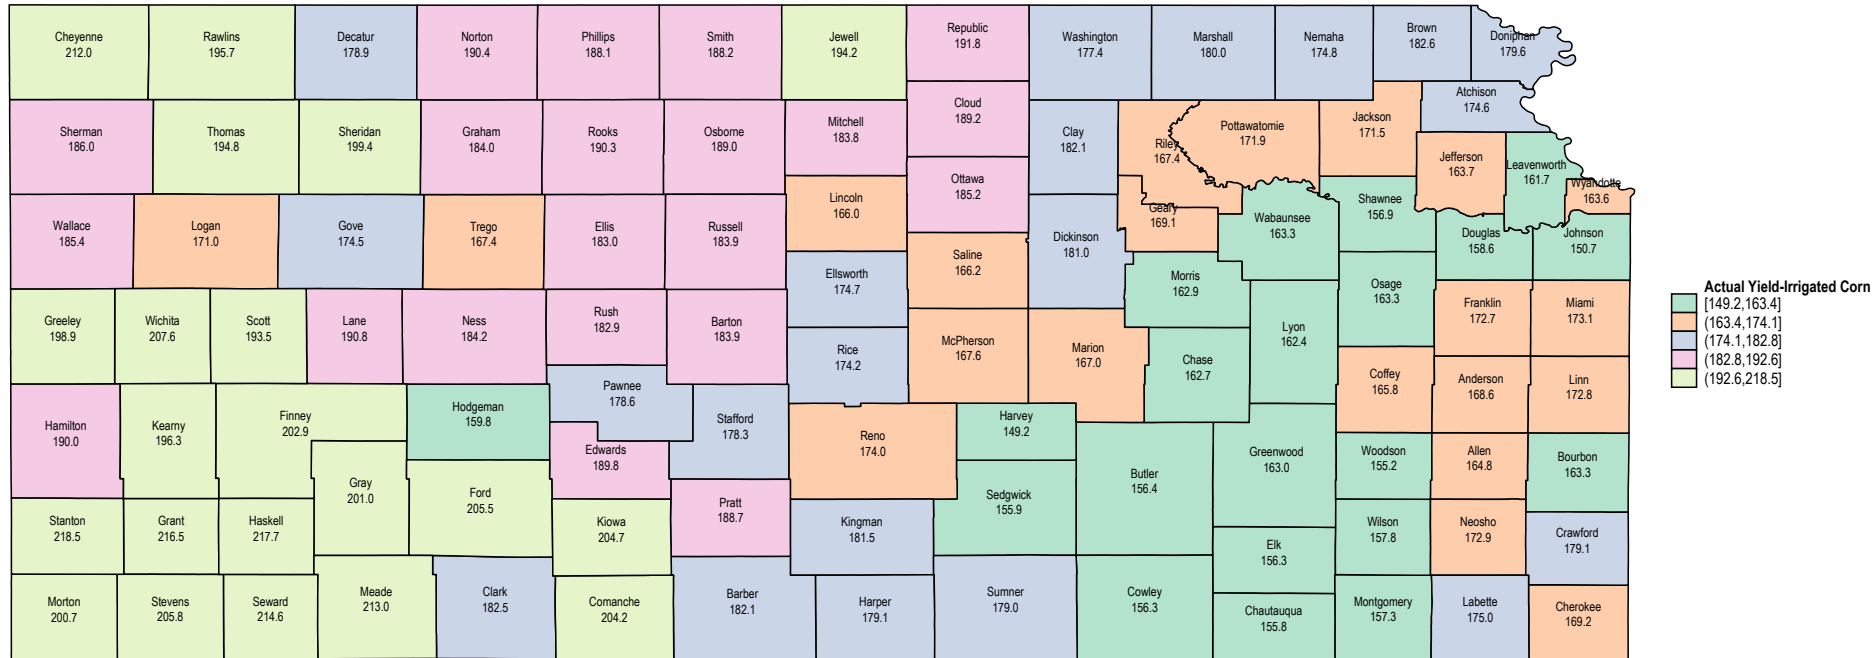 Cheyenne
212.0
Rawlins
195.7
Decatur
178.9
Norton
190.4
Phillips
188.1
Smith
188.2
Jewell
194.2
Republic
191.8
Washington
177.4
Marshall
180.0
Nemaha
174.8
Brown
182.6
Doniphan
179.6
Sherman
186.0
Thomas
194.8
Sheridan
199.4
Graham
184.0
Rooks
190.3
Osborne
189.0
Mitchell
183.8
Cloud
189.2
Clay
182.1
Riley
167.4
Pottawatomie
171.9
Jackson
171.5
Atchison
174.6
Jefferson
163.7
Leavenworth
161.7
Wyandotte
163.6
Wallace
185.4
Logan
171.0
Gove
174.5
Trego
167.4
Ellis
183.0
Russell
183.9
Lincoln
166.0
Ottawa
185.2
Saline
166.2
Dickinson
181.0
Geary
169.1
Wabaunsee
163.3
Shawnee
156.9
Douglas
158.6
Johnson
150.7
Ellsworth
174.7
Morris
162.9
Osage
163.3
Franklin
172.7
Miami
173.1
Greeley
198.9
Wichita
207.6
Scott
193.5
Lane
190.8
Ness
184.2
Rush
182.9
Barton
183.9
Rice
174.2
McPherson
167.6
Marion
167.0
Chase
162.7
Lyon
162.4
Coffey
165.8
Anderson
168.6
Linn
172.8
Hamilton
190.0
Kearny
196.3
Finney
202.9
Hodgeman
159.8
Pawnee
178.6
Stafford
178.3
Edwards
189.8
Reno
174.0
Harvey
149.2
Butler
156.4
Greenwood
163.0
Woodson
155.2
Allen
164.8
Bourbon
163.3
Gray
201.0
Ford
205.5
Pratt
188.7
Sedgwick
155.9
Stanton
218.5
Grant
216.5
Haskell
217.7
Kiowa
204.7
Kingman
181.5
Elk
156.3
Wilson
157.8
Neosho
172.9
Crawford
179.1
Morton
200.7
Stevens
205.8
Seward
214.6
Meade
213.0
Clark
182.5
Comanche
204.2
Barber
182.1
Harper
179.1
Sumner
179.0
Cowley
156.3
Chautauqua
155.8
Montgomery
157.3
Labette
175.0
Cherokee
169.2
Actual Yield-Irrigated Corn
[149.2,163.4]
(163.4,174.1]
(174.1,182.8]
(182.8,192.6]
(192.6,218.5]